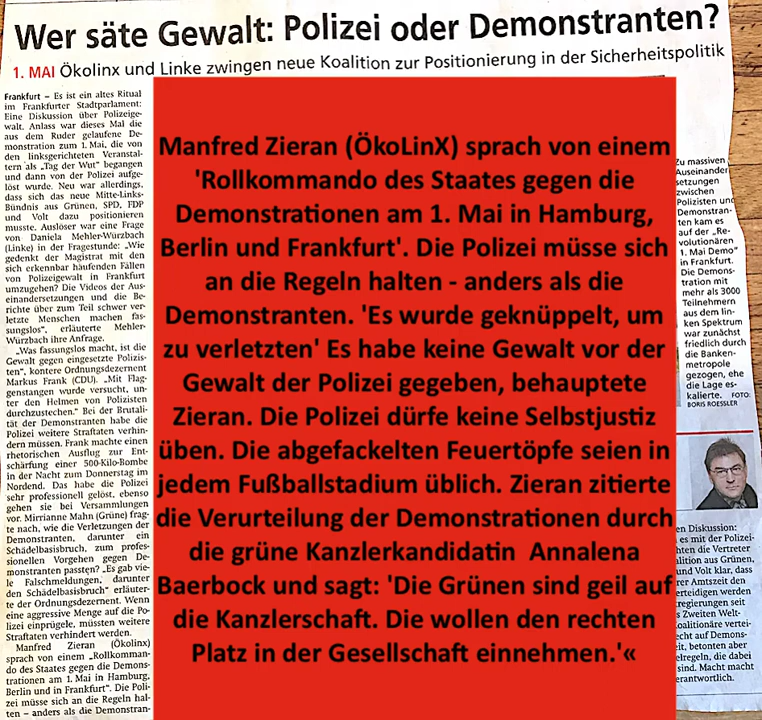 Wer säte Gewalt: Polizei oder Demonstranten?
1. MAI Ökolinx und Linke zwingen neue Koalition zur Positionierung in der Sicherheitspolitik
Frankfurt – Es ist ein altes Ritual
im Frankfurter Stadtparlament:
Eine Diskussion über Polizeige-
walt. Anlass war dieses Mal die
aus dem Ruder gelaufene De-
monstration zum 1. Mai, die von
den linksgerichteten Veranstal-
tern als „Tag der Wut" begangen
und dann von der Polizei aufge-
löst wurde. Neu war allerdings,
dass sich das neue Mitte-Links-
Bündnis aus Grünen, SPD, FDP
und Volt dazu positionieren
musste. Auslöser war eine Frage
von Daniela Mehler-Würzbach
(Linke) in der Fragestunde: „Wie
gedenkt der Magistrat mit den
sich erkennbar häufenden Fällen
von Polizeigewalt in Frankfurt
umzugehen? Die Videos der Aus-
einandersetzungen und die Be-
richte über zum Teil schwer ver-
letzte Menschen machen fas-
sungslos", erläuterte Mehler-
Würzbach ihre Anfrage.
„Was fassungslos macht, ist die
Gewalt gegen eingesetzte Polizis-
ten", konterte Ordnungsdezernent
Markus Frank (CDU). „Mit Flag-
genstangen wurde versucht, un-
ter den Helmen von Polizisten
durchzustechen." Bei der Brutali-
tät der Demonstranten habe die
Polizei weitere Straftaten verhin-
dern müssen. Frank machte einen
rhetorischen Ausflug zur Ent-
schärfung einer 500-Kilo-Bombe
in der Nacht zum Donnerstag im
Nordend. Das habe die Polizei
sehr professionell gelöst, ebenso
gehen sie bei Versammlungen
vor. Mirrianne Mahn (Grüne) frag-
te nach, wie die Verletzungen der
Demonstranten, darunter ein
Schädelbasisbruch, zum profes-
sionellen Vorgehen gegen De-
monstranten passten? „Es gab vie-
le Falschmeldungen, darunter
den Schädelbasisbruch" erläuter-
te der Ordnungsdezernent. Wenn
eine aggressive Menge auf die Po-
lizei einprügele, müssten weitere
Straftaten verhindert werden.
Manfred Zieran (Ökolinx)
sprach von einem „Rollkomman-
do des Staates gegen die Demons-
trationen am 1. Mai in Hamburg,
Berlin und in Frankfurt". Die Poli-
zei müsse sich an die Regeln hal-
ten – anders als die Demonstran-
Manfred Zieran (ÖkoLinX) sprach von einem
'Rollkommando des Staates gegen die
Demonstrationen am 1. Mai in Hamburg,
Berlin und Frankfurt'. Die Polizei müsse sich
an die Regeln halten - anders als die
Demonstranten. 'Es wurde geknüppelt, um
zu verletzten' Es habe keine Gewalt vor der
Gewalt der Polizei gegeben, behauptete
Zieran. Die Polizei dürfe keine Selbstjustiz
üben. Die abgefackelten Feuertöpfe seien in
jedem Fußballstadium üblich. Zieran zitierte
die Verurteilung der Demonstrationen durch
die grüne Kanzlerkandidatin Annalena
Baerbock und sagt: 'Die Grünen sind geil auf
die Kanzlerschaft. Die wollen den rechten
Platz in der Gesellschaft einnehmen.'«
Zu massiven
Auseinander
setzungen
zwischen
Polizisten und
Demonstran-
ten kam es
auf der „Re-
volutionären
1. Mai Demo"
in Frankfurt.
Die Demons-
tration mit
mehr als 3000
Teilnehmern
aus dem lin-
ken Spektrum
war zunächst
friedlich durch
die Banken-
metropole
gezogen, ehe
die Lage es-
kalierte. FOTO:
BORIS ROESSLER
en Diskussion:
es mit der Polizei-
hten die Vertreter
alition aus Grünen,
und Volt klar, dass
rer Amtszeit den
erteidigen werden
regierungen seit
s Zweiten Welt-
oalitionäre vertei-
echt auf Demons-
t, betonten aber
elregeln, die dabei
sind. Macht macht
erantwortlich.